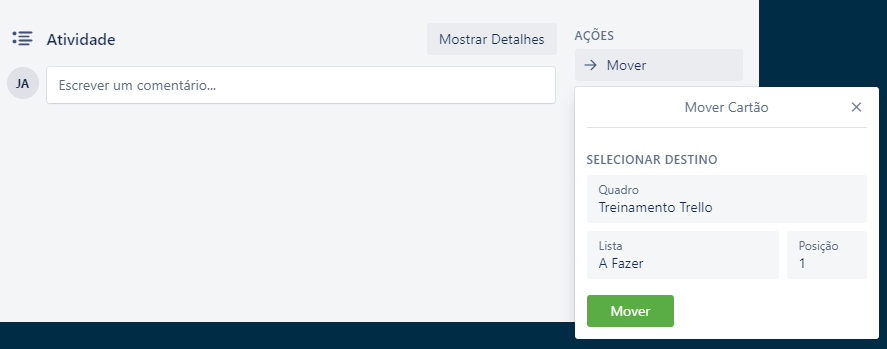 Atividade
Mostrar Detalhes
JA
Escrever um comentário...
AÇÕES
Mover
Mover Cartão
SELECIONAR DESTINO
Quadro
Treinamento Trello
Lista
A Fazer
Posição
1
Mover